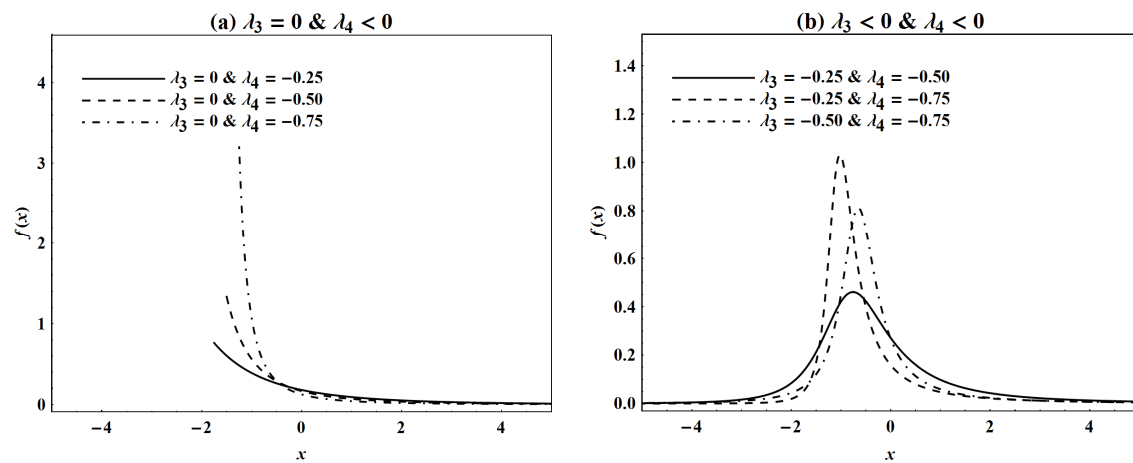 (a) λ3 = 0 & λ4 < 0
λ3 = 0 & λ4 = −0.25
λ3 = 0 & λ4 = −0.50
λ3 = 0 & λ4 = −0.75
4
3
2
1
0
f(x)
−4
−2
0
2
4
x
(b) λ3 < 0 & λ4 < 0
λ3 = −0.25 & λ4 = −0.50
λ3 = −0.25 & λ4 = −0.75
λ3 = −0.50 & λ4 = −0.75
1.4
1.2
1.0
0.8
0.6
0.4
0.2
0.0
f(x)
−4
−2
0
2
4
x